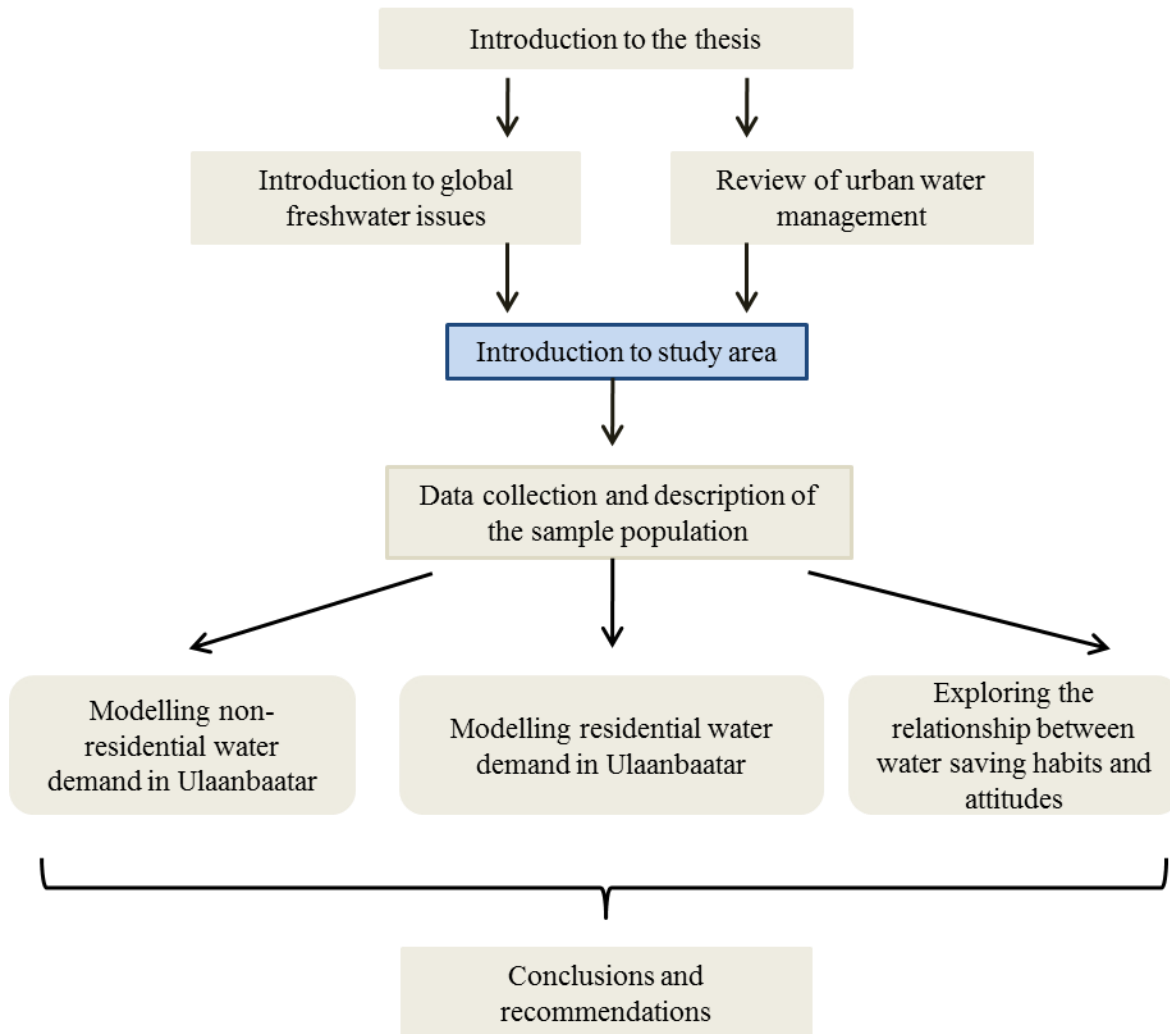 Introduction to the thesis
Introduction to global
freshwater issues
Review of urban water
management
Introduction to study area
Data collection and description of
the sample population
Modelling non-
residential water
demand in Ulaanbaatar
Modelling residential water
demand in Ulaanbaatar
Exploring the
relationship between
water saving habits and
attitudes
Conclusions and
recommendations